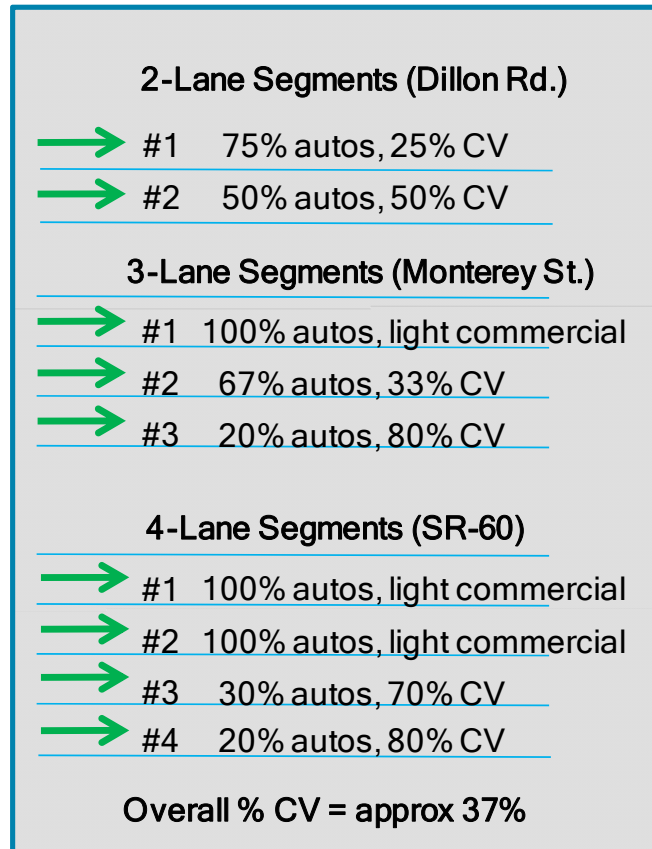 2-Lane Segments (Dillon Rd.)
#1 75% autos, 25% CV
#2 50% autos, 50% CV
3-Lane Segments (Monterey St.)
#1 100% autos, light commercial
#2 67% autos, 33% CV
#3 20% autos, 80% CV
4-Lane Segments (SR-60)
#1 100% autos, light commercial
#2 100% autos, light commercial
#3 30% autos, 70% CV
#4 20% autos, 80% CV
Overall % CV = approx 37%